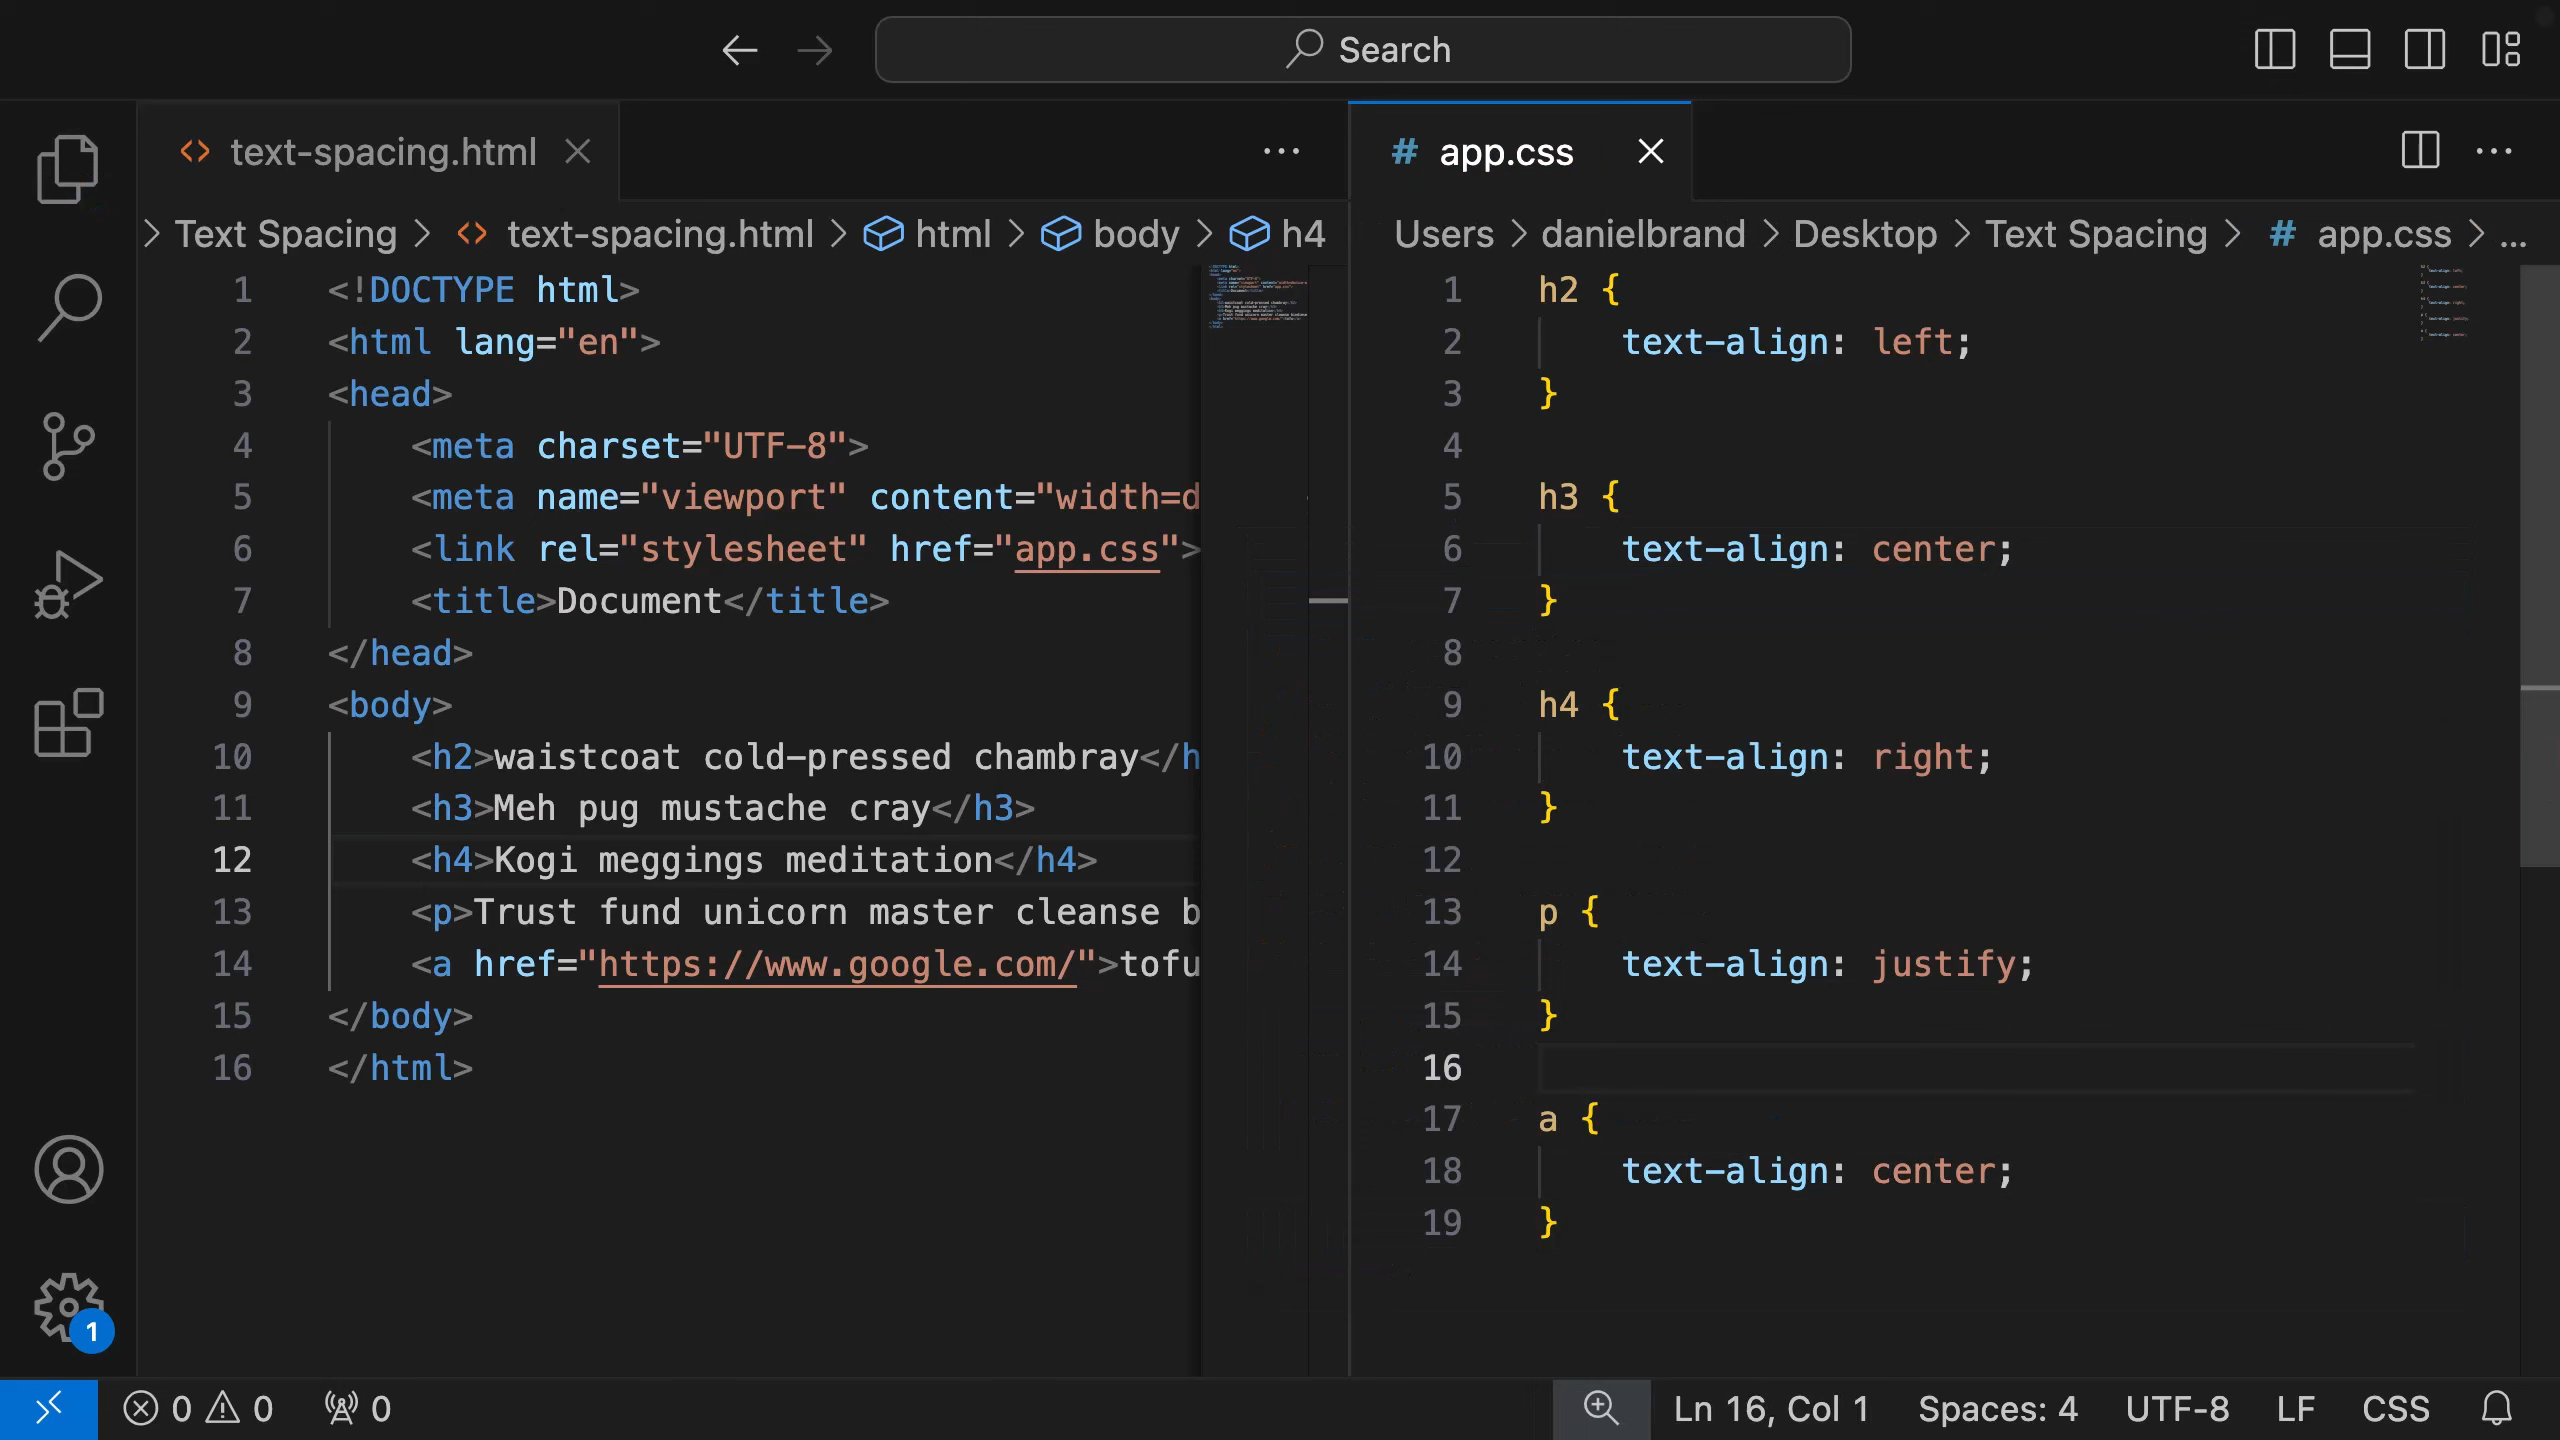 Search
text-spacing.html
Text Spacing > text-spacing.html > html > body > h4
1 <!DOCTYPE html>
2 <html lang="en">
3 <head>
4 <meta charset="UTF-8">
5 <meta name="viewport" content="width=d
6 <link rel="stylesheet" href="app.css">
7 <title>Document</title>
8 </head>
9 <body>
10 <h2>waistcoat cold-pressed chambray</h
11 <h3>Meh pug mustache cray</h3>
12 <h4>Kogi meggings meditation</h4>
13 <p>Trust fund unicorn master cleanse b
14 <a href="https://www.google.com/">tofu
15 </body>
16 </html>
# app.css
Users > danielbrand > Desktop > Text Spacing > # app.css > ...
1 h2 {
2 text-align: left;
3 }
4
5 h3 {
6 text-align: center;
7 }
8
9 h4 {
10 text-align: right;
11 }
12
13 p {
14 text-align: justify;
15 }
16
17 a {
18 text-align: center;
19 }
1
0 0 0
Ln 16, Col 1 Spaces: 4 UTF-8 LF CSS